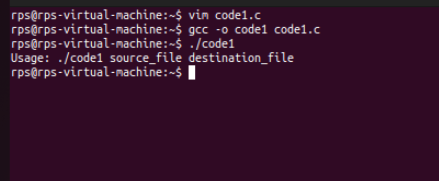 rps@rps-virtual-machine:~$ vim code1.c
rps@rps-virtual-machine:~$ gcc -o code1 code1.c
rps@rps-virtual-machine:~$ ./code1
Usage: ./code1 source_file destination_file
rps@rps-virtual-machine:~$